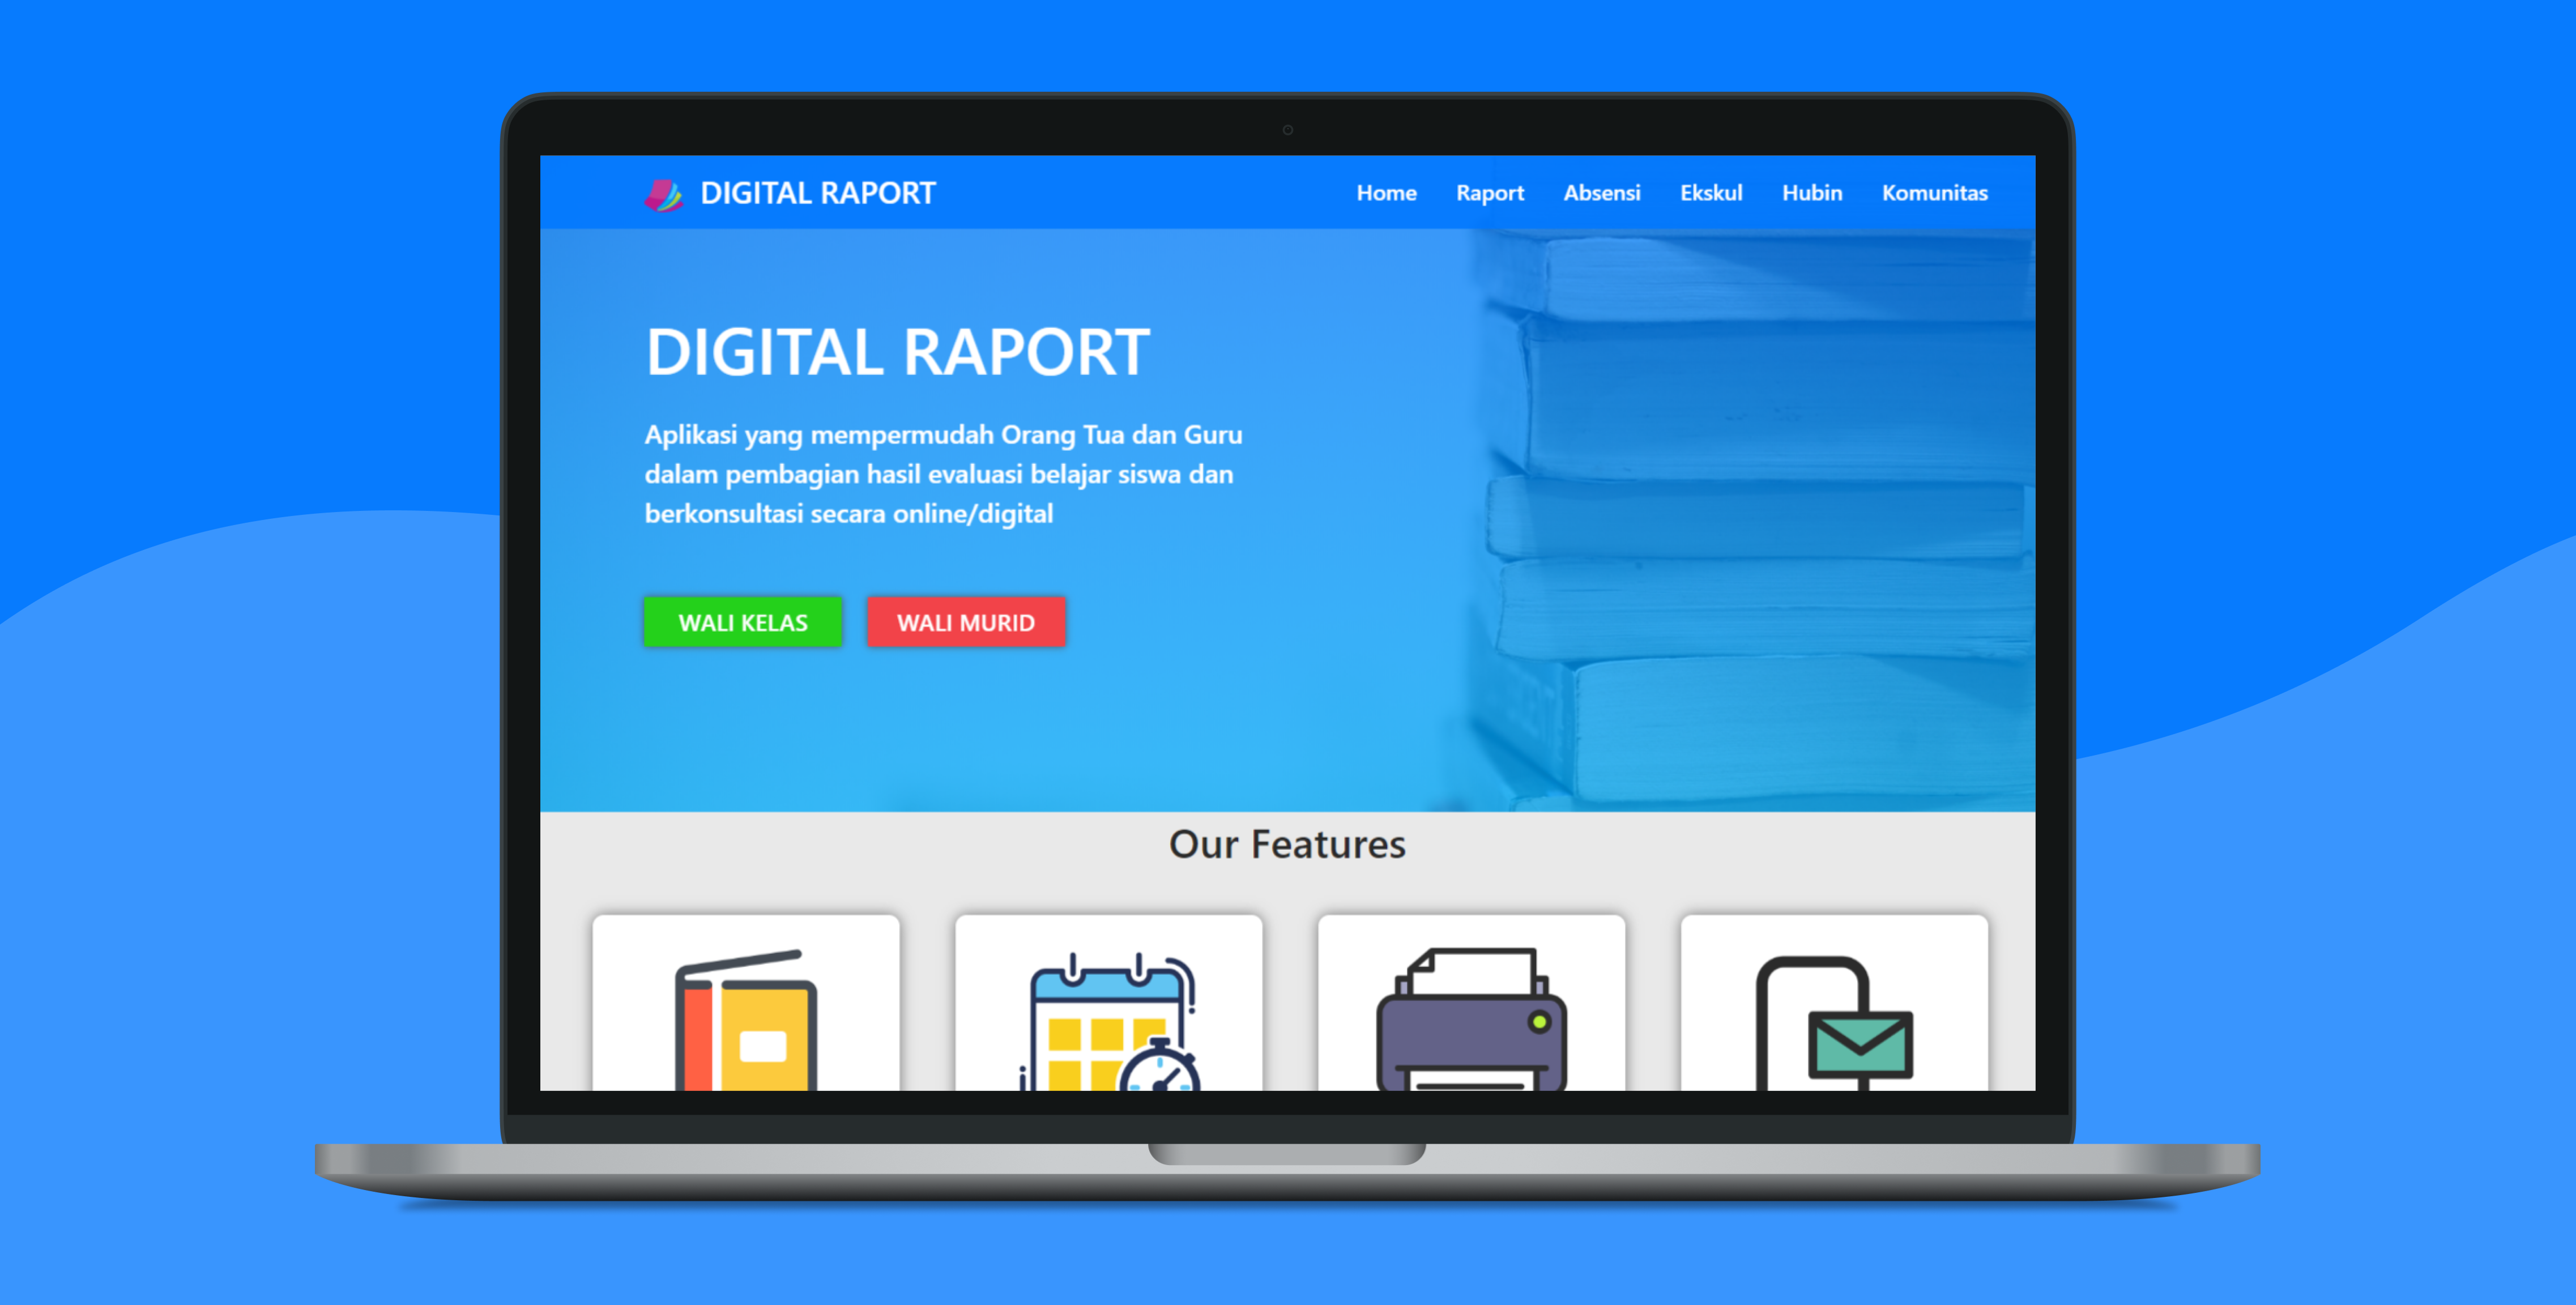 DIGITAL RAPORT
Home Raport Absensi Ekskul Hubin Komunitas
DIGITAL RAPORT
Aplikasi yang mempermudah Orang Tua dan Guru
dalam pembagian hasil evaluasi belajar siswa dan
berkonsultasi secara online/digital
WALI KELAS WALI MURID
Our Features